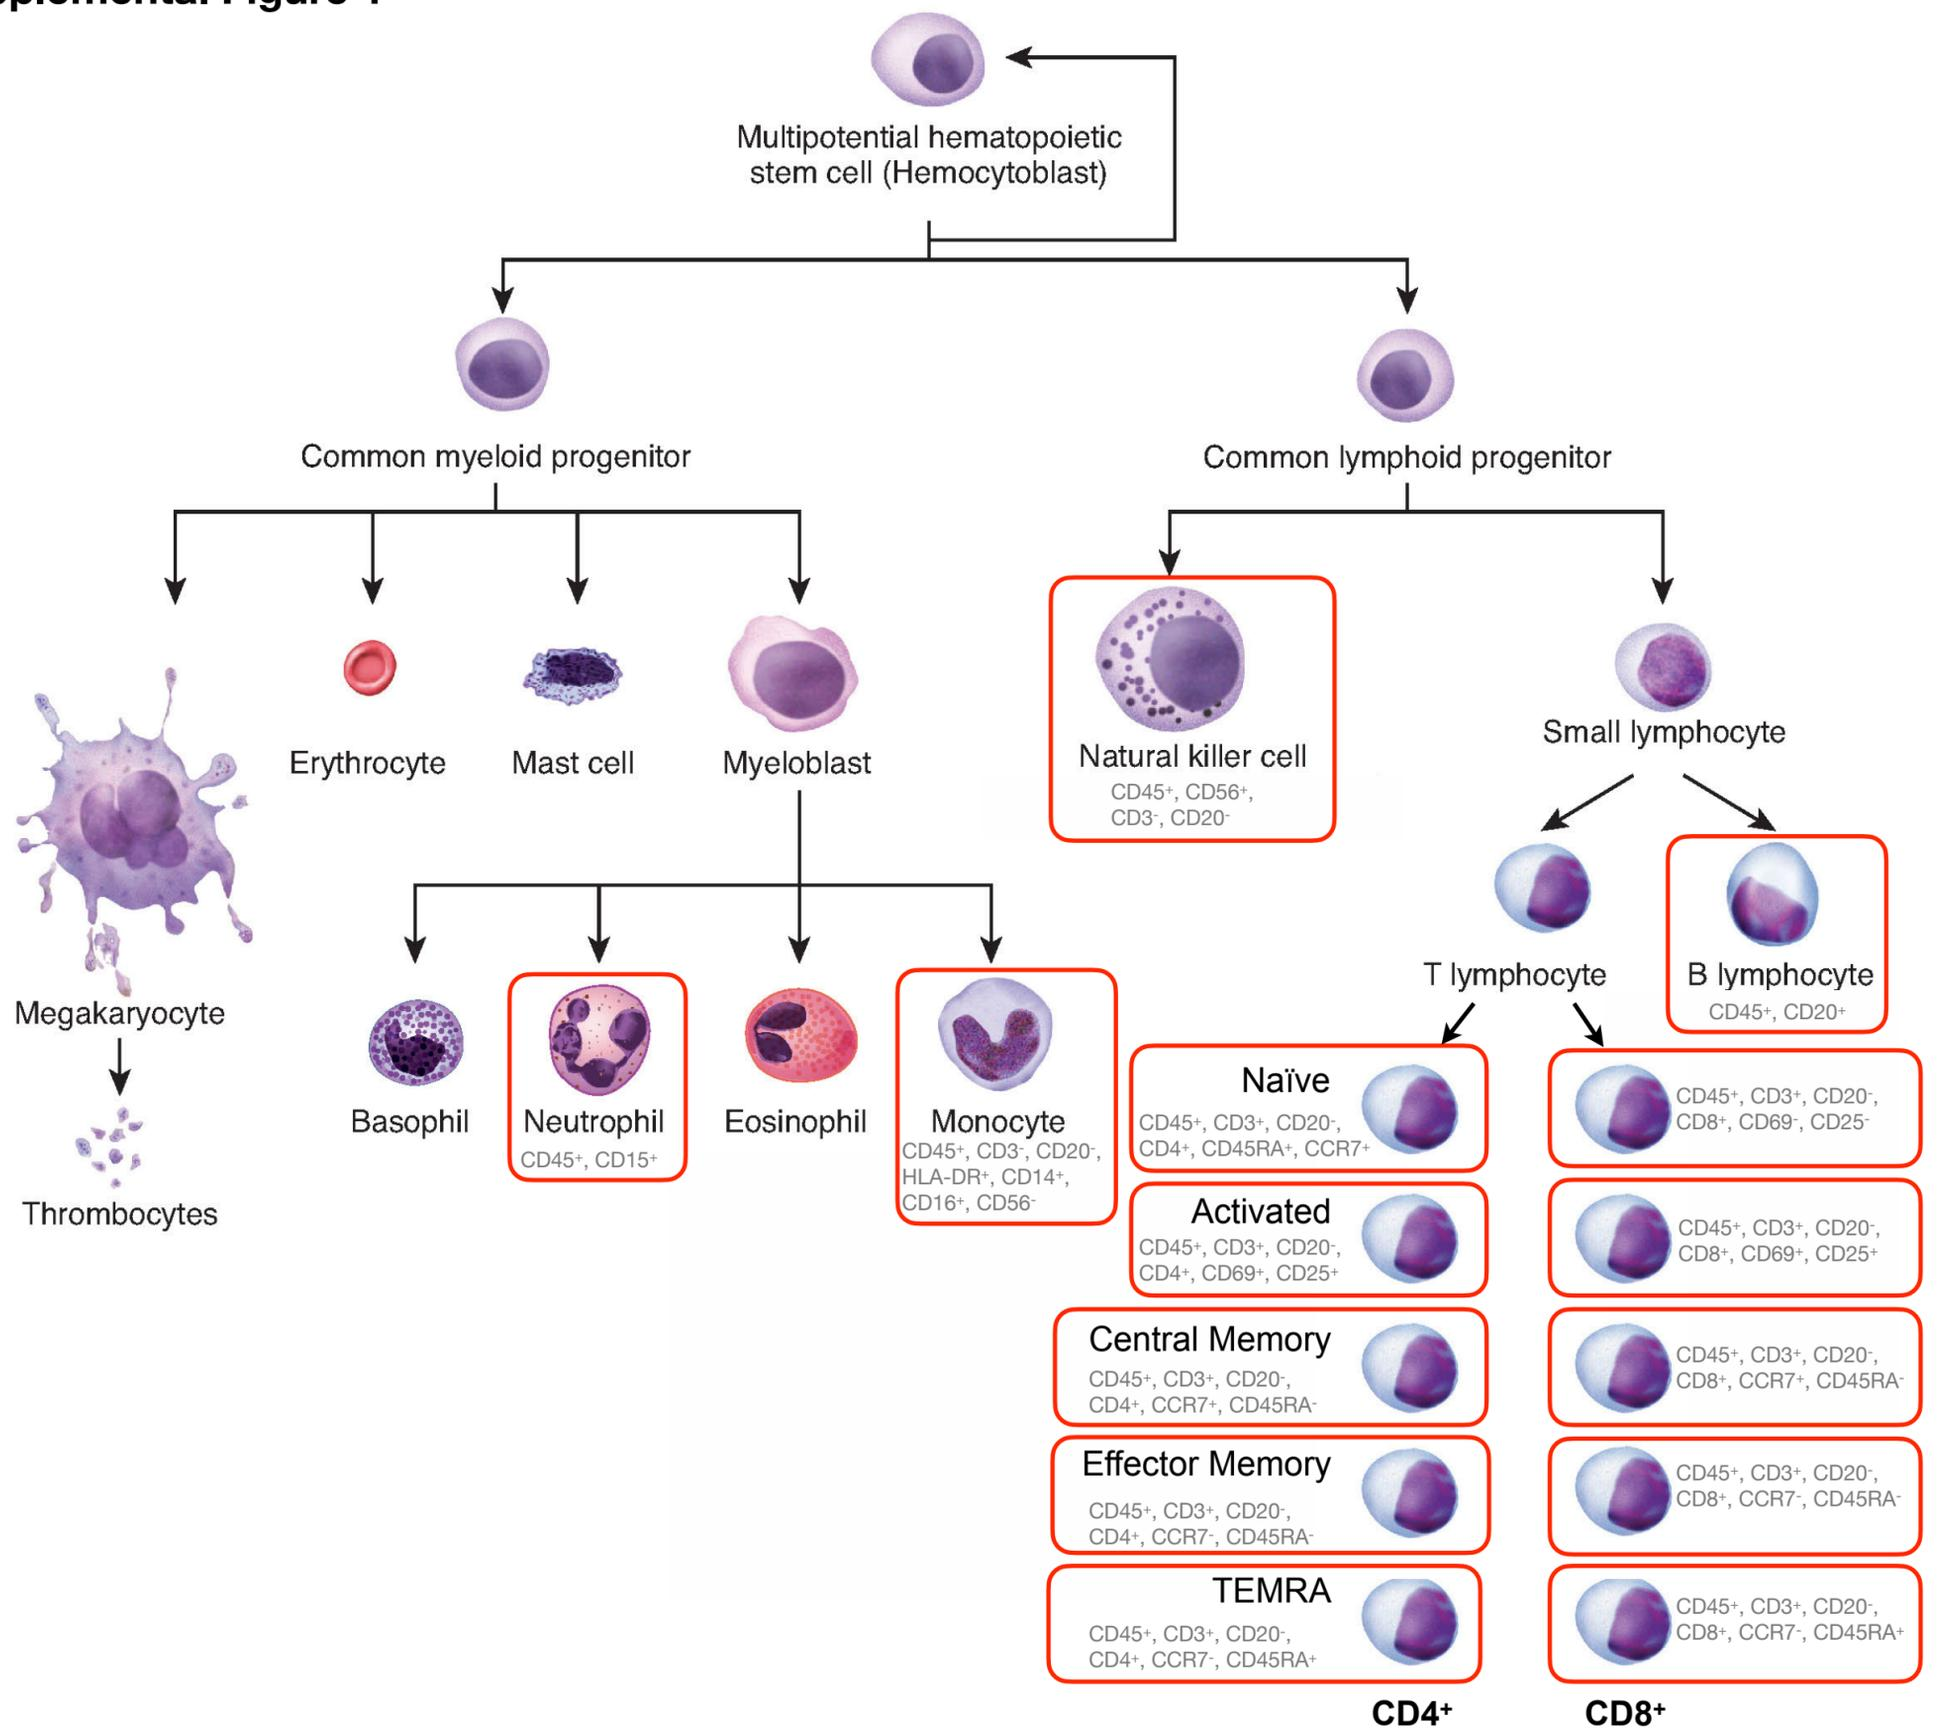 Multipotential hematopoietic
stem cell (Hemocytoblast)
Common myeloid progenitor
Common lymphoid progenitor
Erythrocyte
Mast cell
Myeloblast
Natural killer cell
CD45⁺, CD56⁺,
CD3⁻, CD20⁻
Small lymphocyte
Megakaryocyte
Thrombocytes
Basophil
Neutrophil
CD45⁺, CD15⁺
Eosinophil
Monocyte
CD45⁺, CD3⁻, CD20⁻,
HLA-DR⁺, CD14⁺,
CD16⁺, CD56⁻
T lymphocyte
B lymphocyte
CD45⁺, CD20⁺
Naïve
CD45⁺, CD3⁺, CD20⁻,
CD4⁺, CD45RA⁺, CCR7⁺
CD45⁺, CD3⁺, CD20⁻,
CD8⁺, CD69⁻, CD25⁻
Activated
CD45⁺, CD3⁺, CD20⁻,
CD4⁺, CD69⁺, CD25⁺
CD45⁺, CD3⁺, CD20⁻,
CD8⁺, CD69⁺, CD25⁺
Central Memory
CD45⁺, CD3⁺, CD20⁻,
CD4⁺, CCR7⁺, CD45RA⁻
CD45⁺, CD3⁺, CD20⁻,
CD8⁺, CCR7⁺, CD45RA⁻
Effector Memory
CD45⁺, CD3⁺, CD20⁻,
CD4⁺, CCR7⁻, CD45RA⁻
CD45⁺, CD3⁺, CD20⁻,
CD8⁺, CCR7⁻, CD45RA⁻
TEMRA
CD45⁺, CD3⁺, CD20⁻,
CD4⁺, CCR7⁻, CD45RA⁺
CD45⁺, CD3⁺, CD20⁻,
CD8⁺, CCR7⁻, CD45RA⁺
CD4⁺
CD8⁺